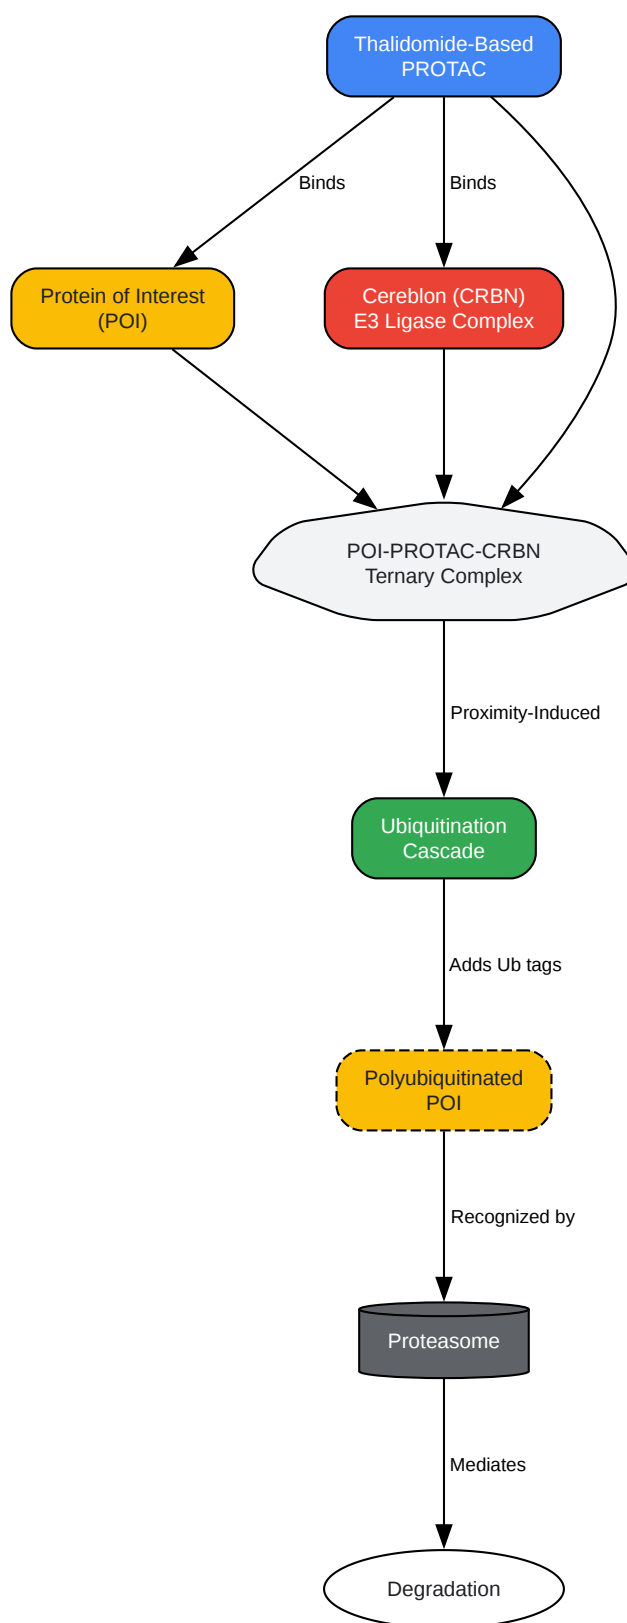 Thalidomide-Based
PROTAC
Binds
Binds
Protein of Interest
(POI)
Cereblon (CRBN)
E3 Ligase Complex
POI-PROTAC-CRBN
Ternary Complex
Proximity-Induced
Ubiquitination
Cascade
Adds Ub tags
Polyubiquitinated
POI
Recognized by
Proteasome
Mediates
Degradation